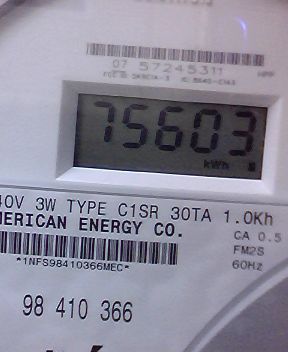 07 57245311
75603
kWh
40V 3W TYPE C1SR 30TA 1.0Kh
MERICAN ENERGY CO.
CA 0.5
*1NFS98410366MEC*
FM2S
60Hz
98 410 366